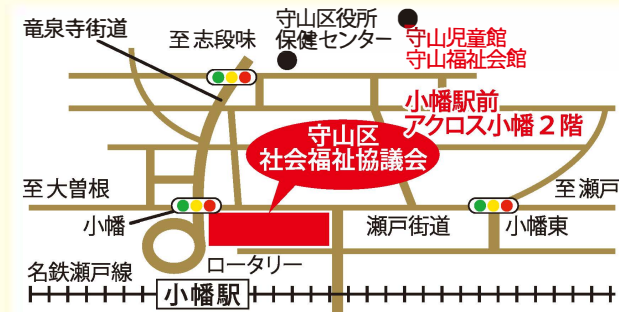 竜泉寺街道
至志段味
守山区役所
保健センター
守山児童館
守山福祉会館
小幡駅前
アクロス小幡２階
守山区
社会福祉協議会
至大曽根
至瀬戸
小幡
瀬戸街道
小幡東
ロータリー
名鉄瀬戸線
小幡駅